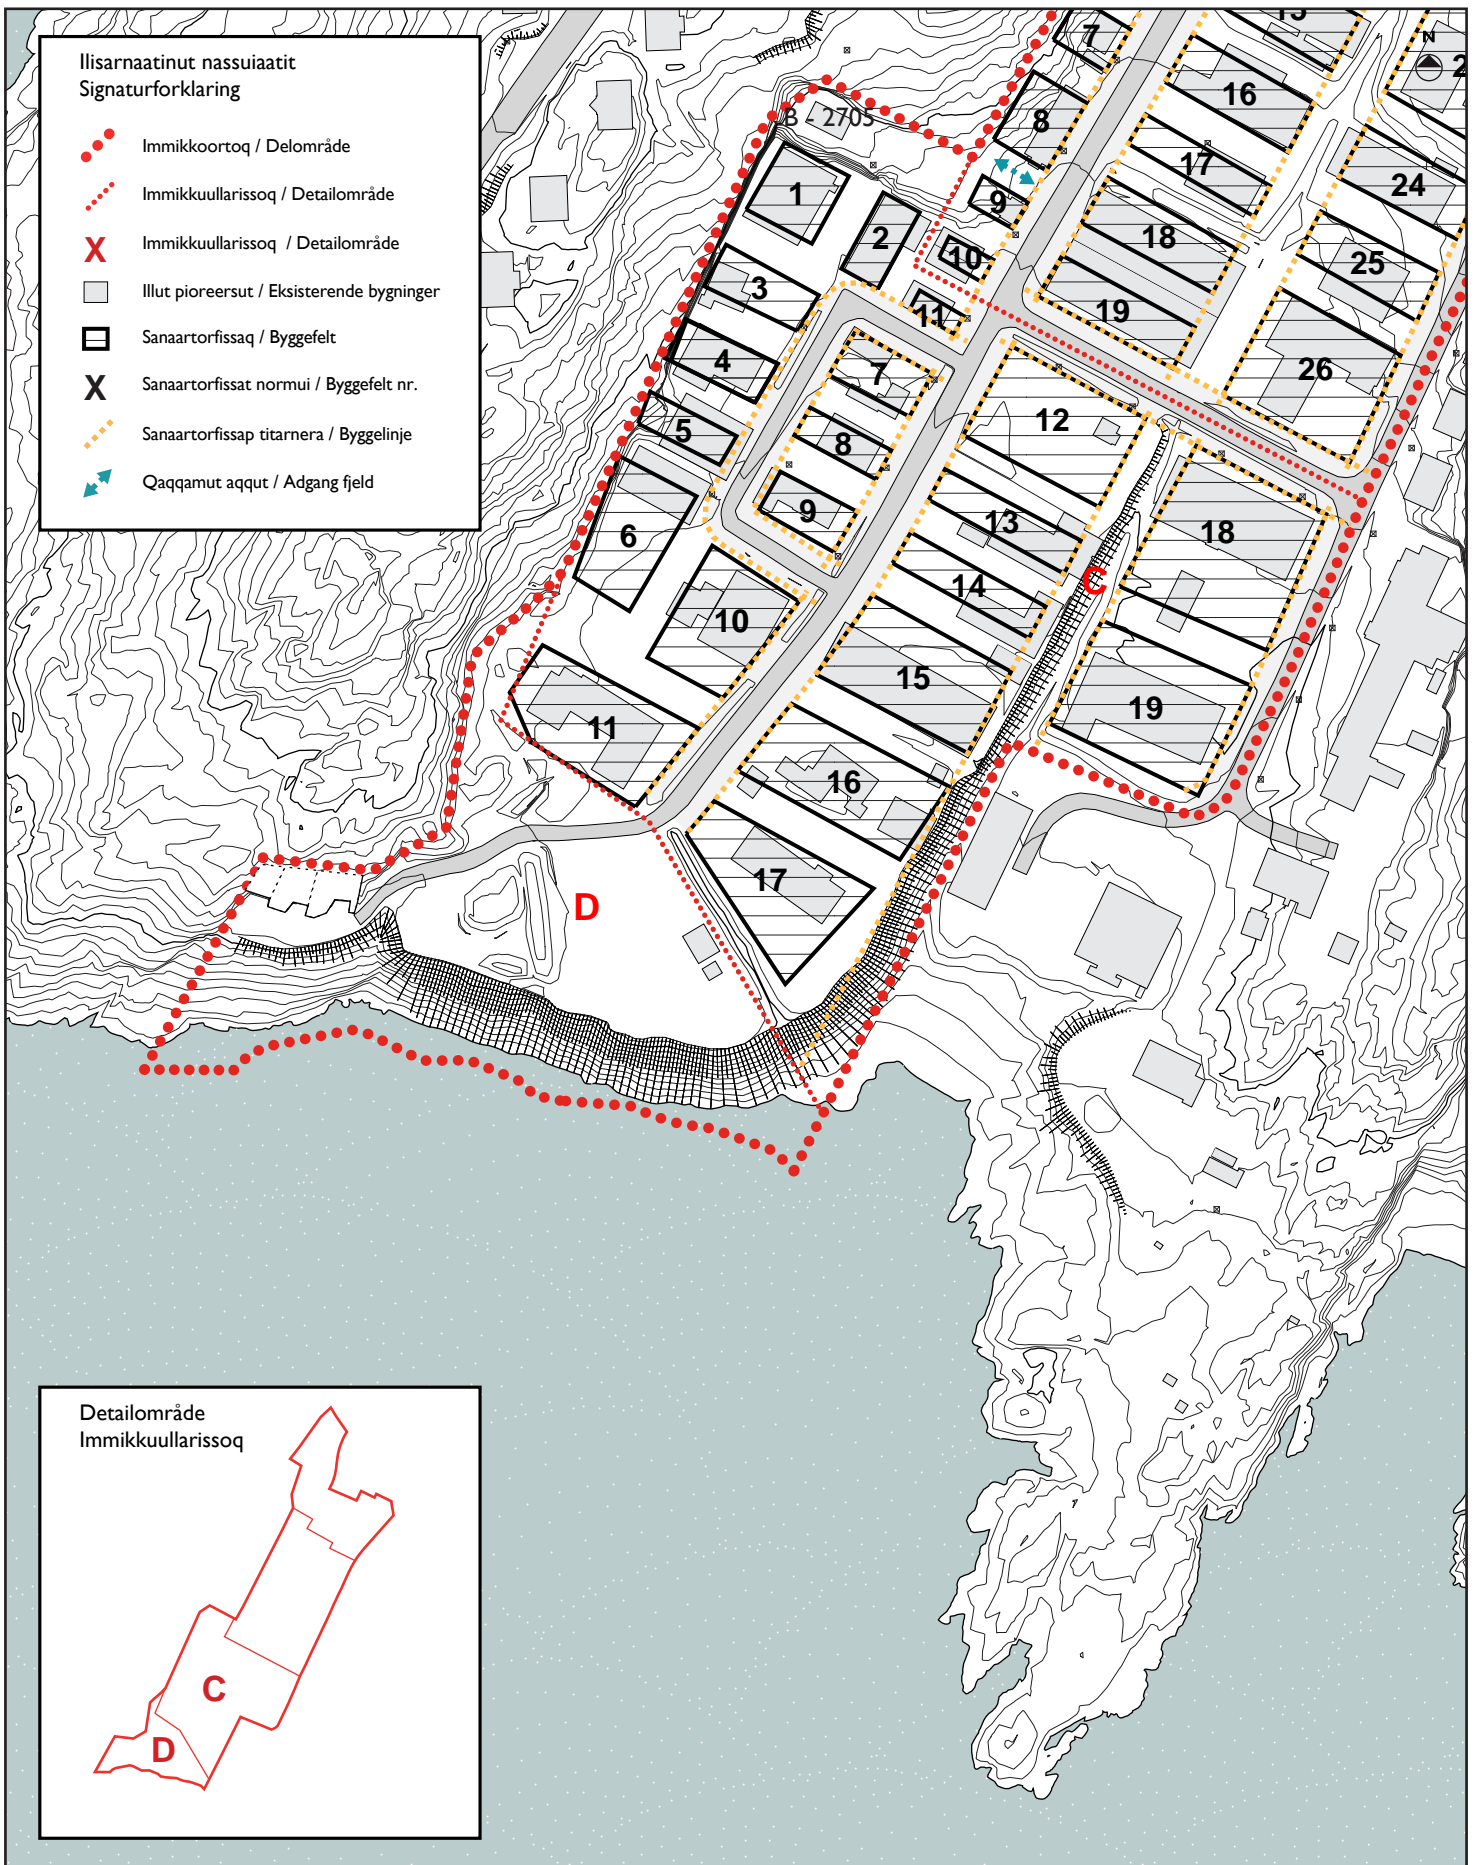 Ilisarnaatinut nassuiaatit
Signaturforklaring
Immikkoortoq / Delområde
Immikkuullarissoq / Detailområde
X Immikkuullarissoq / Detailområde
Illut pioreersut / Eksisterende bygninger
Sanaartorfissaq / Byggefelt
X Sanaartorfissat normui / Byggefelt nr.
Sanaartorfissap titarnera / Byggelinje
Qaqqamut aqqut / Adgang fjeld
B - 2705
N
7
8
9
10
11
16
17
18
19
24
25
26
1
2
3
4
5
6
7
8
9
10
11
12
13
14
15
16
17
18
19
C
D
Detailområde
Immikkuullarissoq
C
D